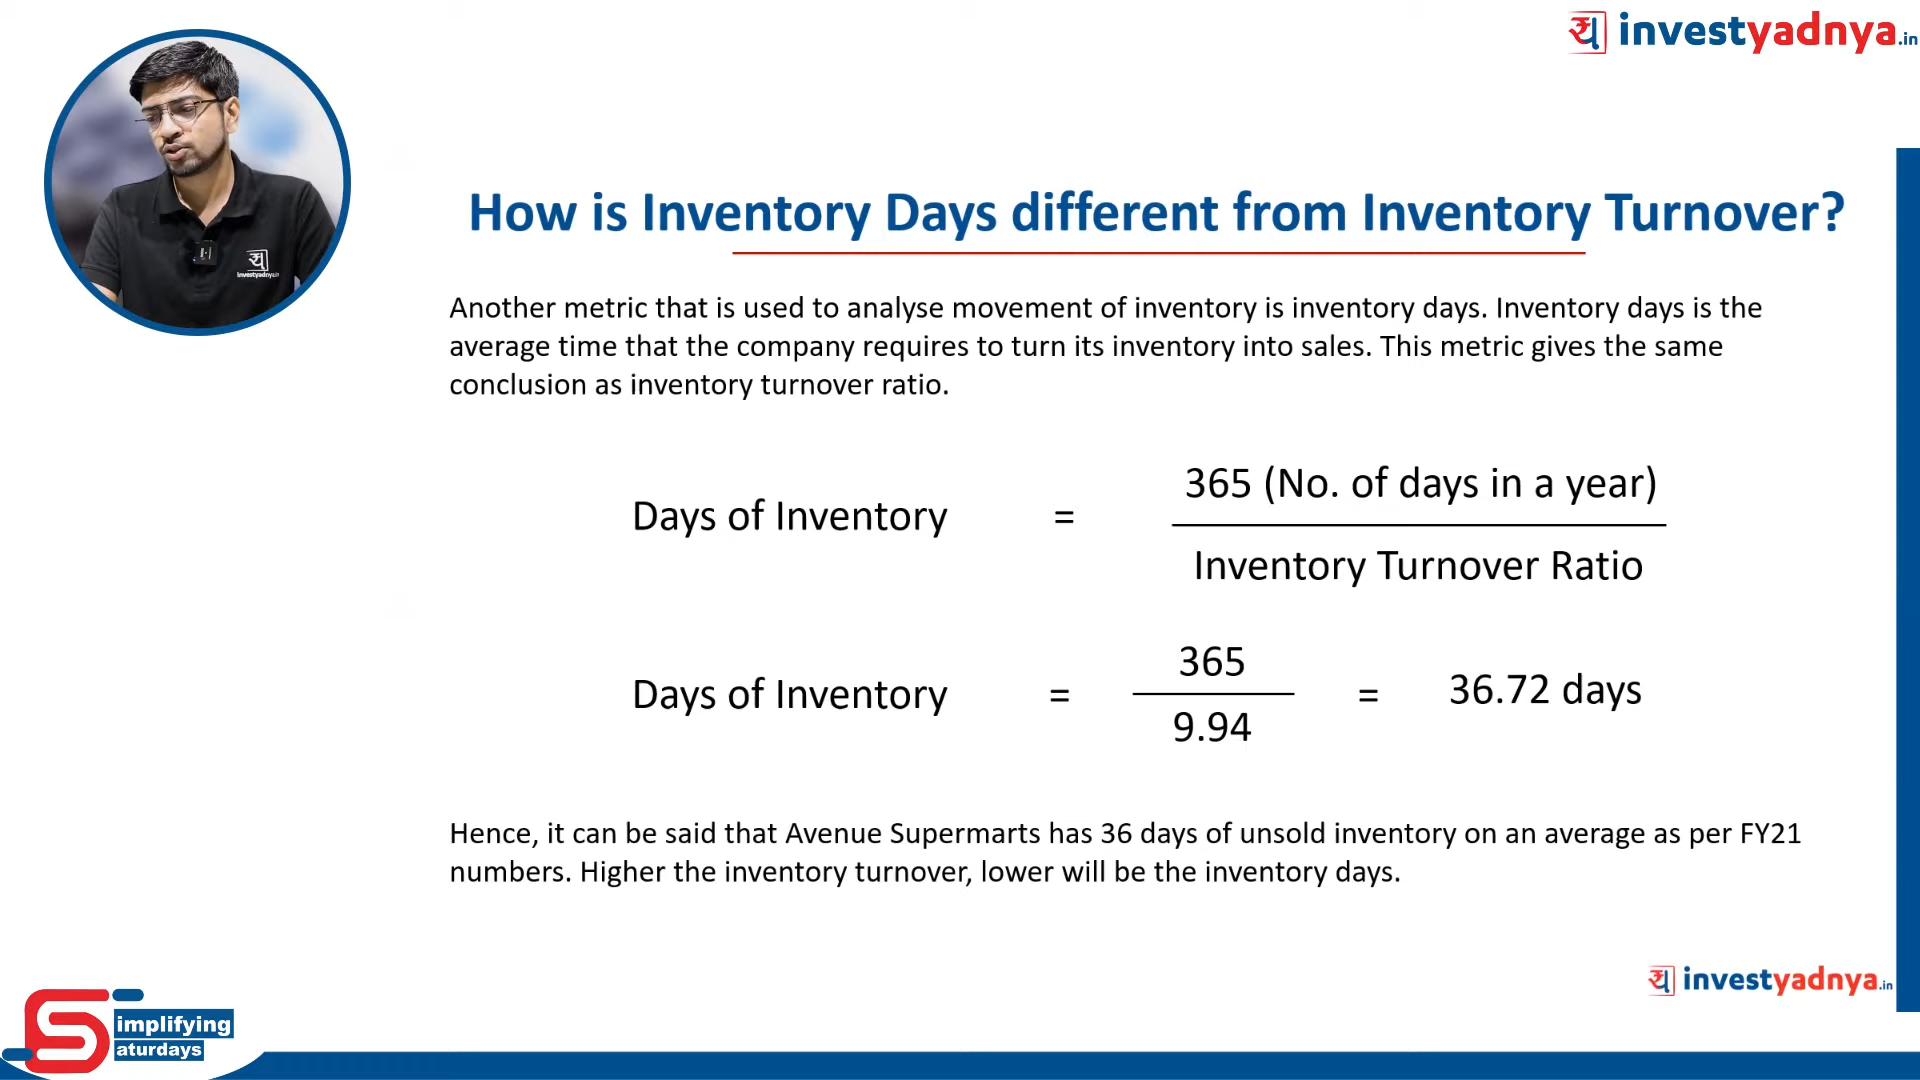 investyadnya.in
How is Inventory Days different from Inventory Turnover?
Another metric that is used to analyse movement of inventory is inventory days. Inventory days is the
average time that the company requires to turn its inventory into sales. This metric gives the same
conclusion as inventory turnover ratio.
Days of Inventory = 365 (No. of days in a year)
Inventory Turnover Ratio
Days of Inventory = 365
9.94
= 36.72 days
Hence, it can be said that Avenue Supermarts has 36 days of unsold inventory on an average as per FY21
numbers. Higher the inventory turnover, lower will be the inventory days.
investyadnya.in
Simplifying
Saturdays
investyadnya.in